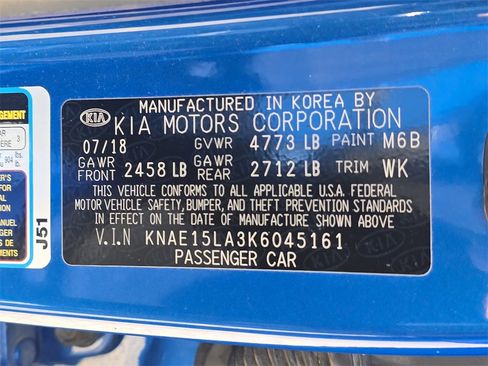 MANUFACTURED IN KOREA BY
KIA KIA MOTORS CORPORATION
07/18 GVWR 4773 LB PAINT M6B
GAWR FRONT 2458 LB GAWR REAR 2712 LB TRIM WK
THIS VEHICLE CONFORMS TO ALL APPLICABLE U.S.A. FEDERAL
MOTOR VEHICLE SAFETY, BUMPER, AND THEFT PREVENTION STANDARDS
IN EFFECT ON THE DATE OF MANUFACTURE SHOWN ABOVE
V.I.N KNAE15LA3K6045161
PASSENGER CAR
J51